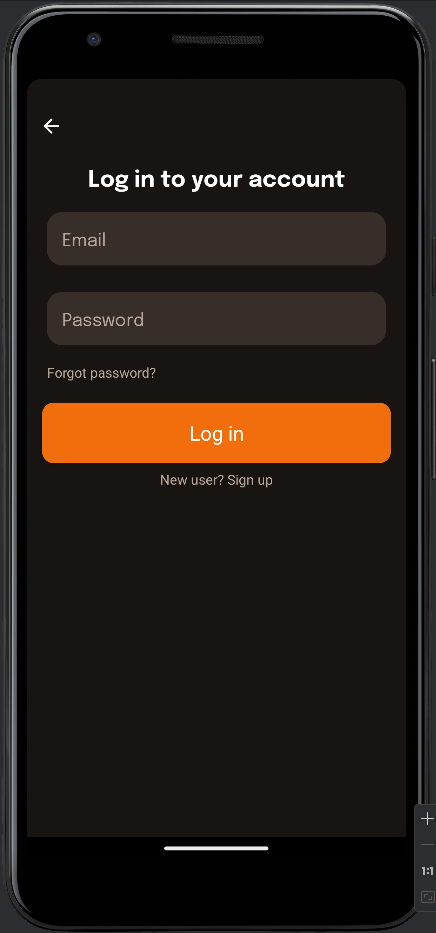 Log in to your account
Email
Password
Forgot password?
Log in
New user? Sign up
1:1